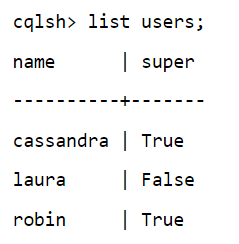 cqlsh> list users;
name      | super
----------+-------
cassandra | True
laura     | False
robin     | True